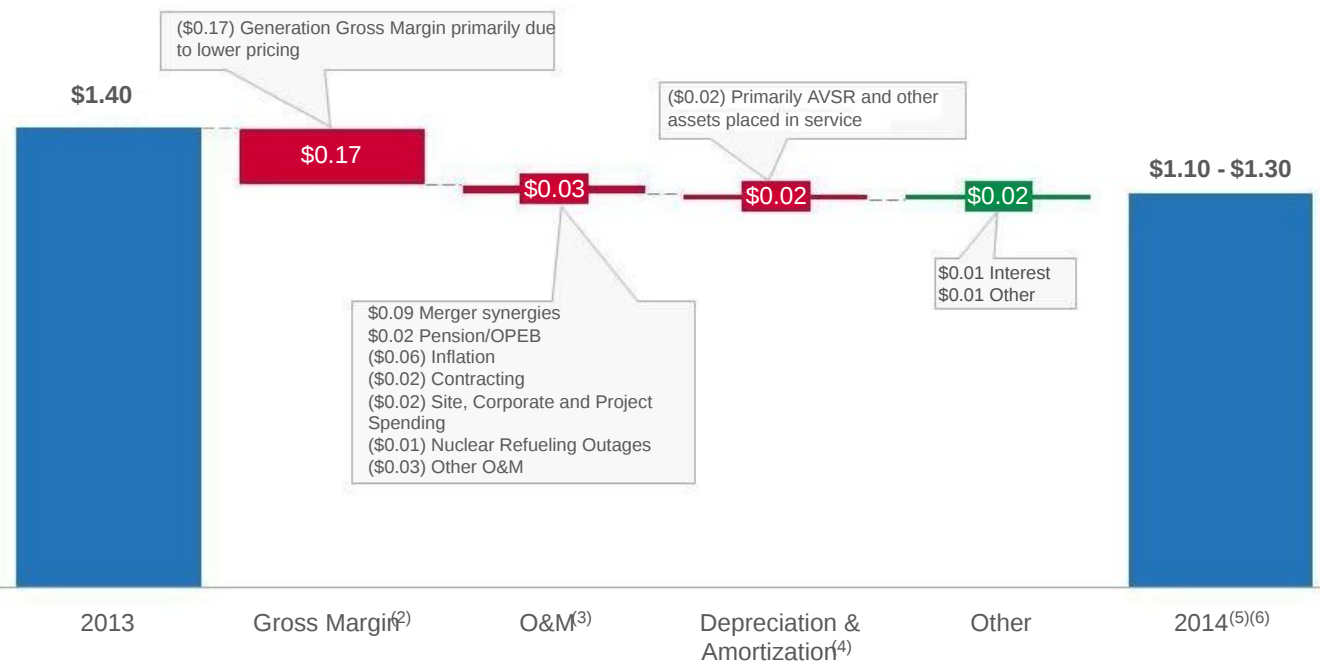 ($0.17) Generation Gross Margin primarily due
to lower pricing
$1.40
($0.02) Primarily AVSR and other
assets placed in service
$0.17
$1.10 - $1.30
$0.03
$0.02
$0.02
$0.01 Interest
$0.01 Other
$0.09 Merger synergies
$0.02 Pension/OPEB
($0.06) Inflation
($0.02) Contracting
($0.02) Site, Corporate and Project
Spending
($0.01) Nuclear Refueling Outages
($0.03) Other O&M
2013
Gross Margin(2)
O&M(3)
Depreciation &
Amortization(4)
Other
2014(5)(6)